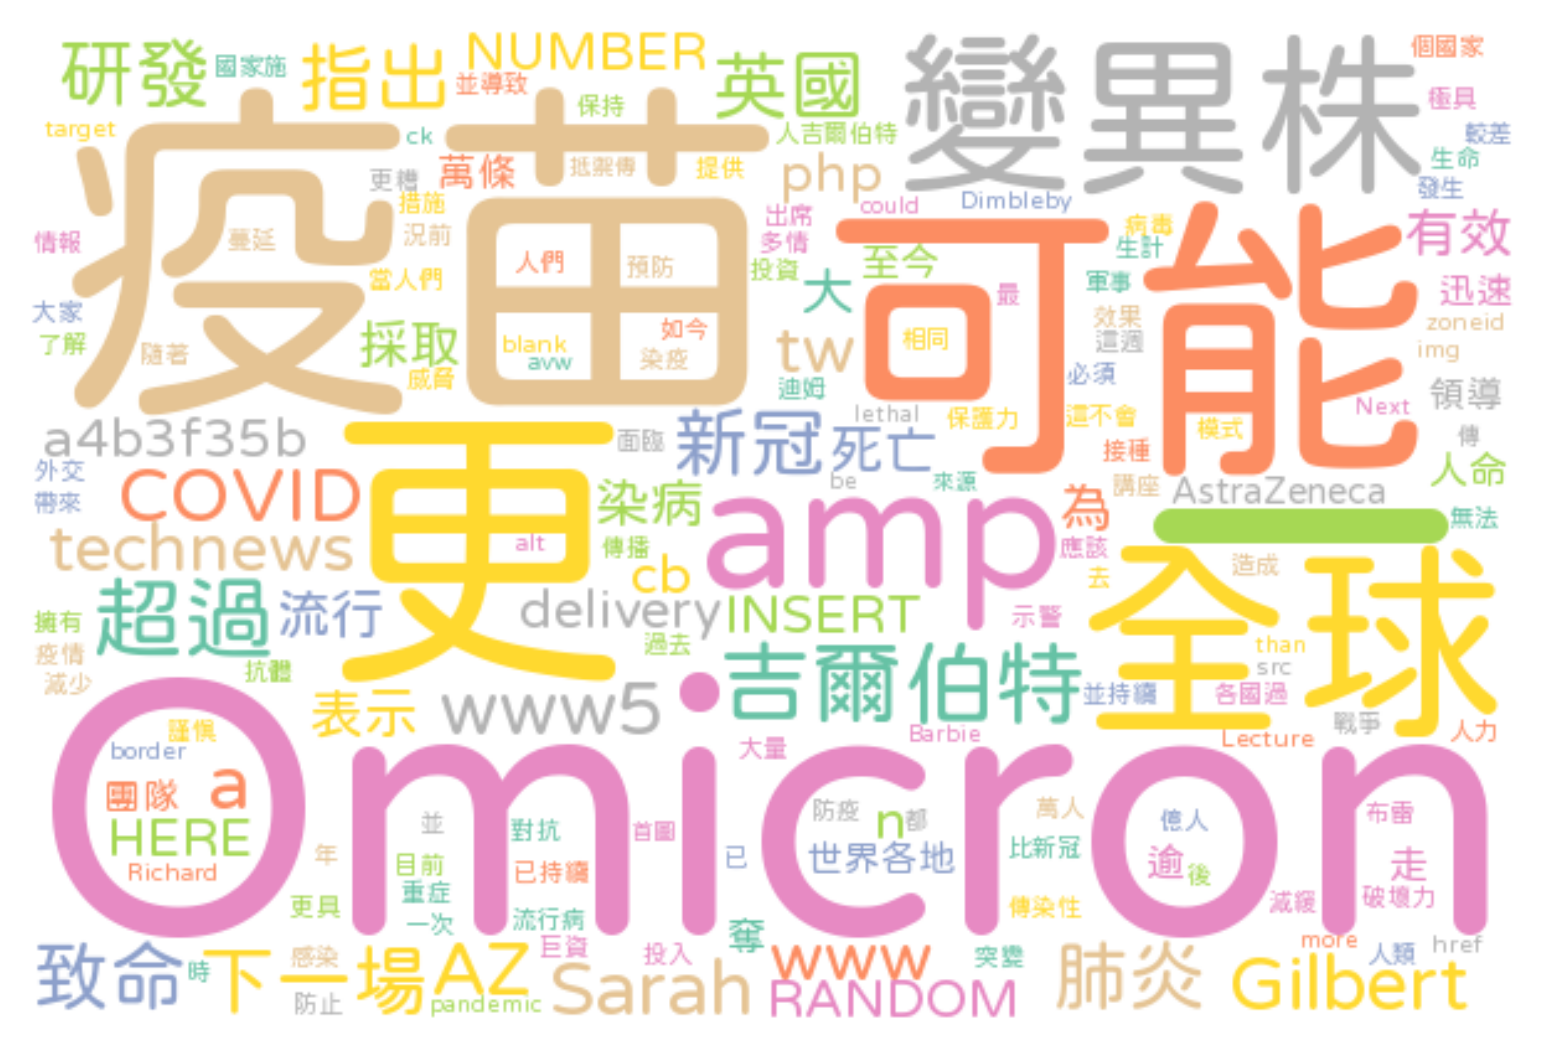 研發 國家施 指出 NUMBER 英國 變異株 個國家
並導致 極具
target ck 保持 人吉爾伯特 較差
疫苗 更糟 萬條 抵禦傳 提供 php 生命
措施 出席 could Dimbleby 發生
情報 蔓延 況前 多情 可能 病毒 有效
人們 預防 投資 至今 生計
當人們 大 最 軍事 迅速
大家 如今 效果 zoneid
了解 隨著 採取 blank avw 染疫 tw 相同 這週 img
威脅 迪姆 必須 領導
a4b3f35b 更 面臨 新冠 死亡 lethal 保護力 這不會 模式 Next 傳
外交 COVID be 來源 接種 人命
帶來 染病 amp 為 講座 AstraZeneca
technews alt 傳播 應該 一 無法
cb 去 全球 造成
擁有 超過 流行 delivery INSERT 示警
疫情 過去 than
減少 抗體 吉爾伯特 src
表示 www5 並持續 各國過
Omicron 謹慎 Barbie 戰爭 人力
border 大量 Lecture
團隊 a 防疫 n 都 萬人 億人 布雷
HERE 並 對抗 首圖
Richard 年 目前 已持續 已 世界各地 比新冠 逾 後 走
重症 減緩 破壞力
更具 一次 流行病 傳染性
致命 時 下一場 感染 AZ 巨資 投入 奪 www 突變 肺炎 more 人類 href
防止 pandemic Sarah RANDOM Gilbert